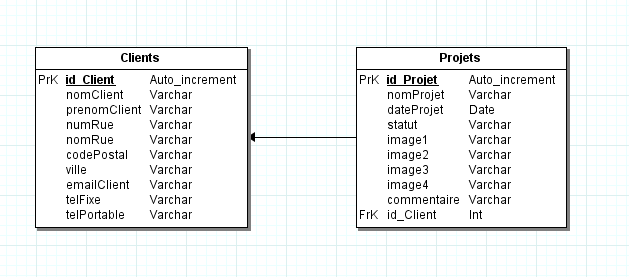 Clients
PrK id_Client Auto_increment
nomClient Varchar
prenomClient Varchar
numRue Varchar
nomRue Varchar
codePostal Varchar
ville Varchar
emailClient Varchar
telFixe Varchar
telPortable Varchar
Projets
PrK id_Projet Auto_increment
nomProjet Varchar
dateProjet Date
statut Varchar
image1 Varchar
image2 Varchar
image3 Varchar
image4 Varchar
commentaire Varchar
FrK id_Client Int